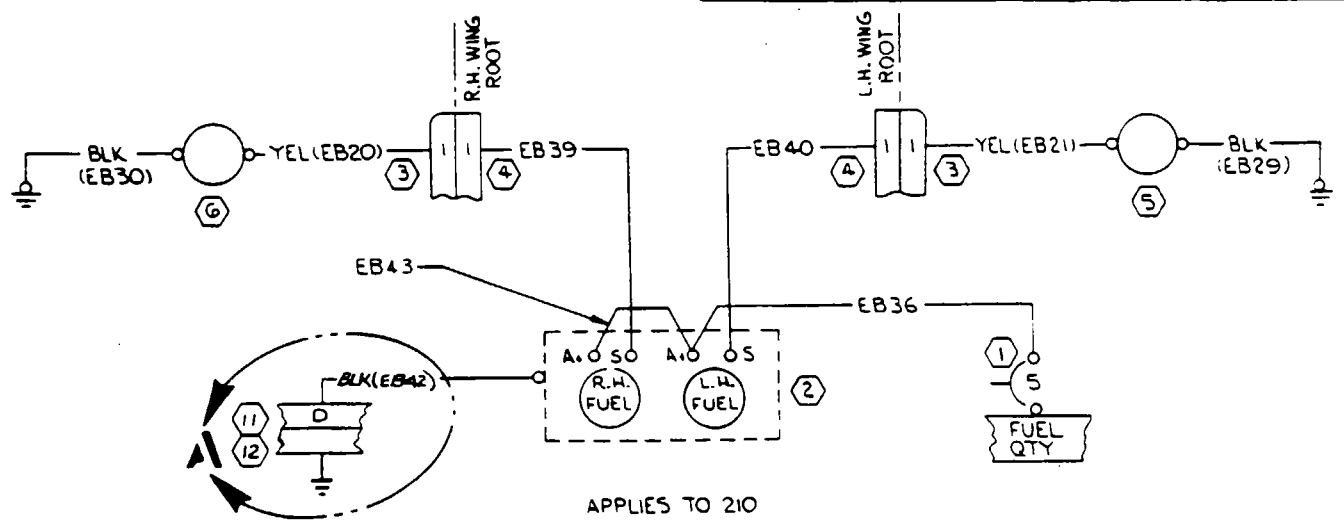 R.H. WING
ROOT
L.H. WING
ROOT
BLK
(EB30)
6
YEL(EB20)
3
1
1
4
EB39
EB40
4
1
1
3
YEL(EB21)
5
BLK
(EB29)
EB43
EB36
A+
S
A+
S
R.H.
FUEL
L.H.
FUEL
2
1
5
FUEL
QTY
BLK(EB42)
D
11
12
A
APPLIES TO 210